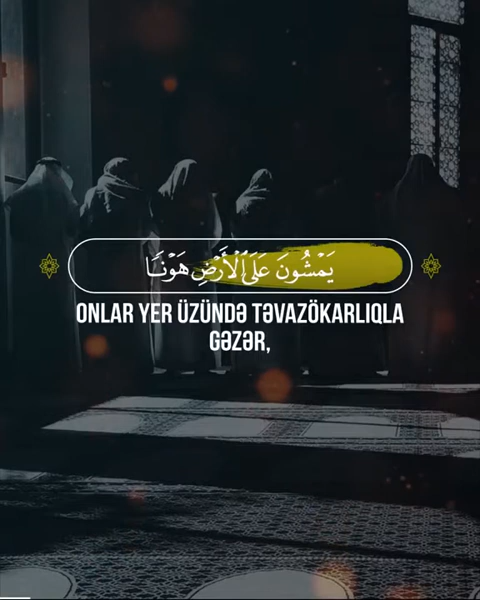 يَمْشُونَ عَلَى الْأَرْضِ هَوْنًا
ONLAR YER ÜZÜNDƏ TƏVAZÖKARLIQLA
GƏZƏR,